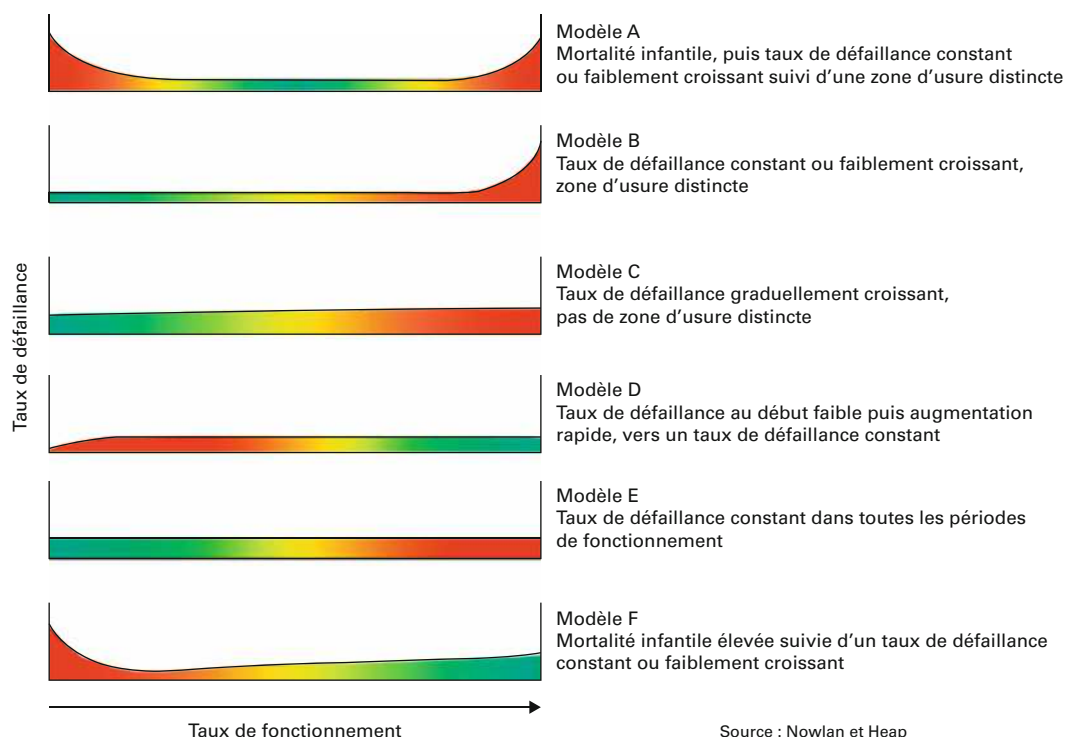 Modèle A
Mortalité infantile, puis taux de défaillance constant
ou faiblement croissant suivi d'une zone d'usure distincte
Modèle B
Taux de défaillance constant ou faiblement croissant,
zone d'usure distincte
Taux de défaillance
Modèle C
Taux de défaillance graduellement croissant,
pas de zone d'usure distincte
Modèle D
Taux de défaillance au début faible puis augmentation
rapide, vers un taux de défaillance constant
Modèle E
Taux de défaillance constant dans toutes les périodes
de fonctionnement
Modèle F
Mortalité infantile élevée suivie d'un taux de défaillance
constant ou faiblement croissant
Taux de fonctionnement
Source : Nowlan et Heap